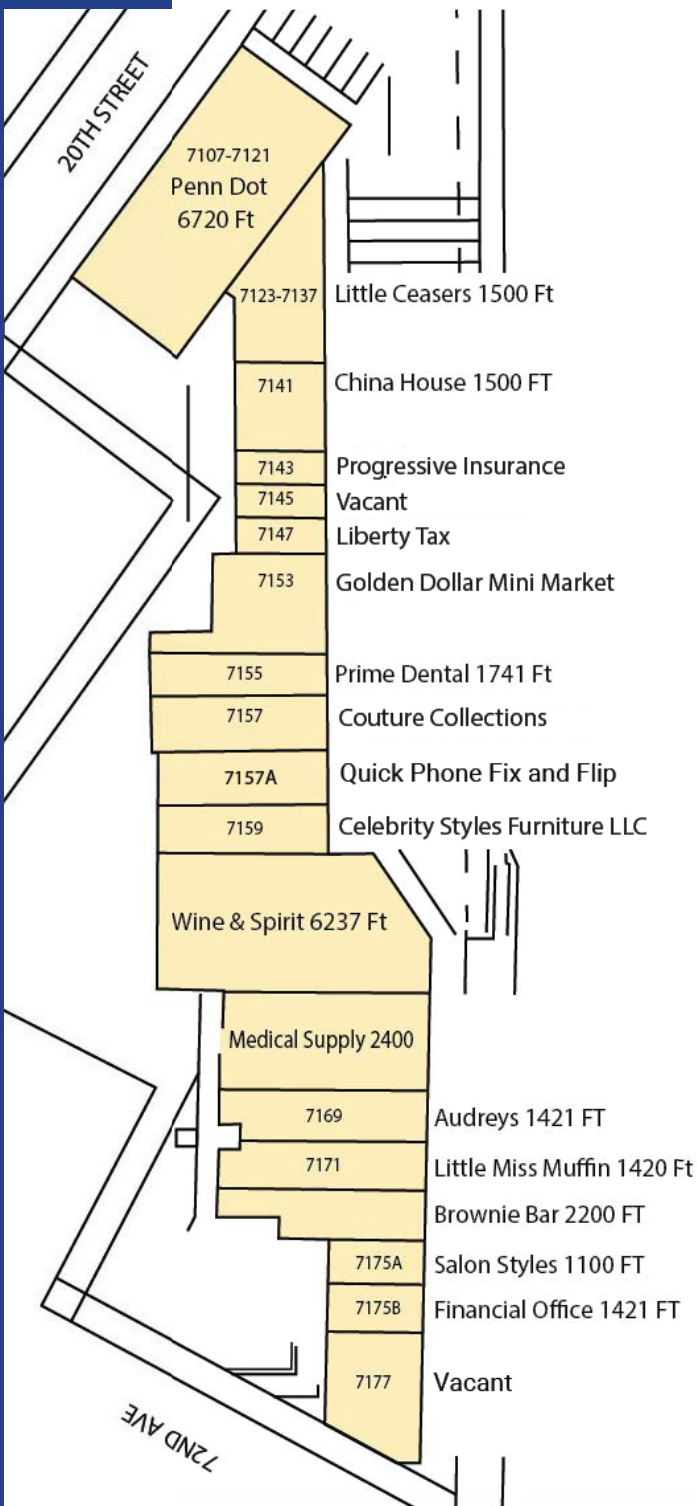 20TH STREET
7107-7121
Penn Dot
6720 Ft
7123-7137 Little Ceasers 1500 Ft
7141 China House 1500 FT
7143 Progressive Insurance
7145 Vacant
7147 Liberty Tax
7153 Golden Dollar Mini Market
7155 Prime Dental 1741 Ft
7157 Couture Collections
7157A Quick Phone Fix and Flip
7159 Celebrity Styles Furniture LLC
Wine & Spirit 6237 Ft
Medical Supply 2400
7169 Audreys 1421 FT
7171 Little Miss Muffin 1420 Ft
Brownie Bar 2200 FT
7175A Salon Styles 1100 FT
7175B Financial Office 1421 FT
7177 Vacant
72ND AVE